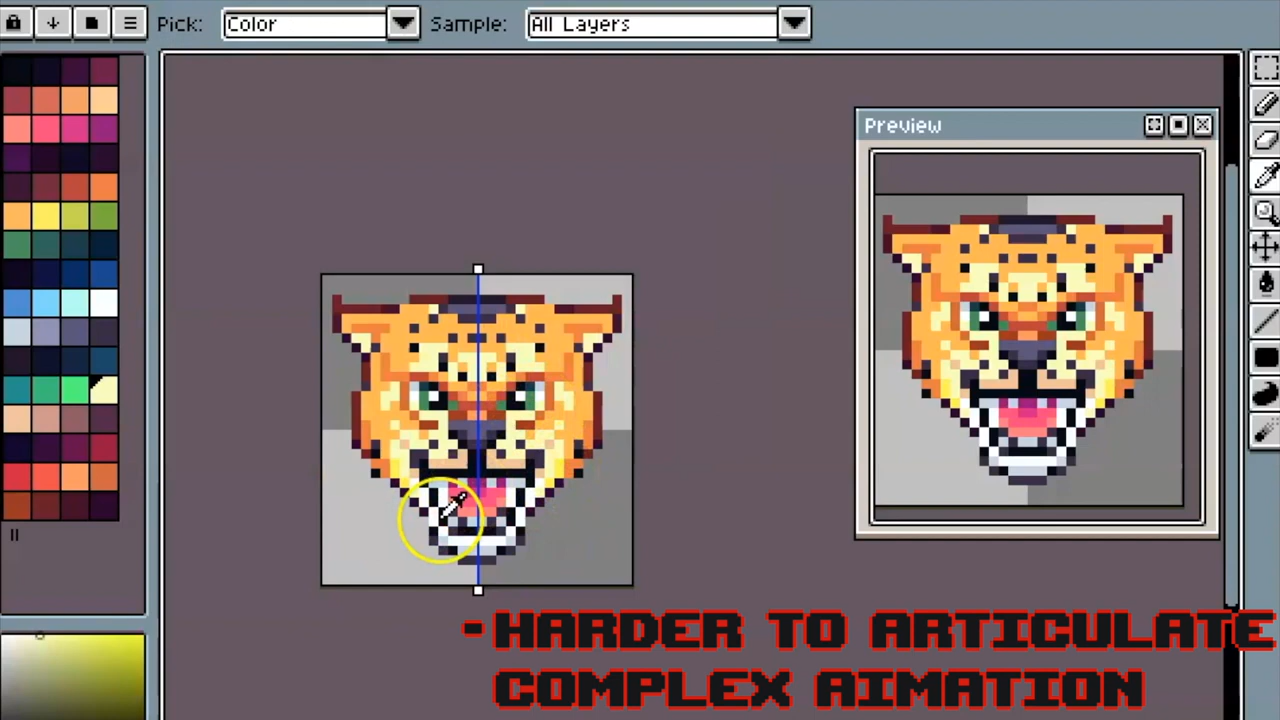 Pick: Color Sample: All Layers
Preview
-HARDER TO ARTICULATE
COMPLEX AIMATION